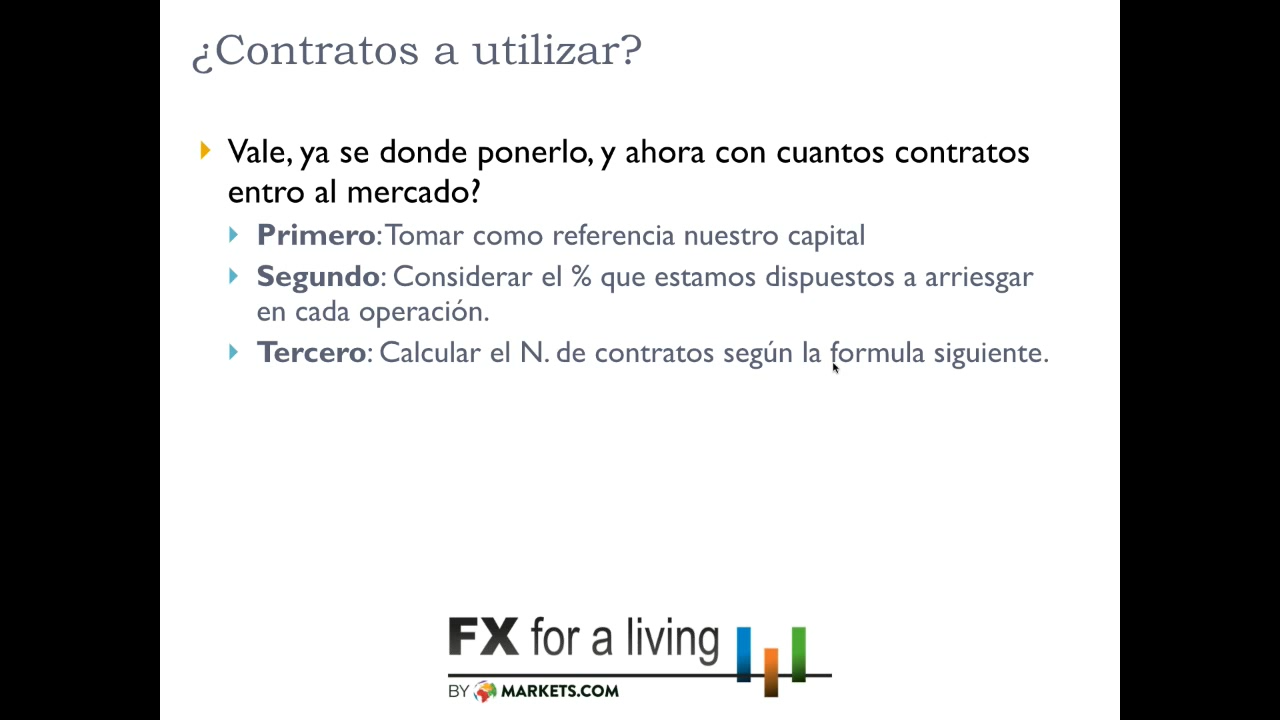 ¿Contratos a utilizar?
Vale, ya se donde ponerlo, y ahora con cuantos contratos
entro al mercado?
Primero: Tomar como referencia nuestro capital
Segundo: Considerar el % que estamos dispuestos a arriesgar
en cada operación.
Tercero: Calcular el N. de contratos según la formula siguiente.
FX for a living
BY MARKETS.COM